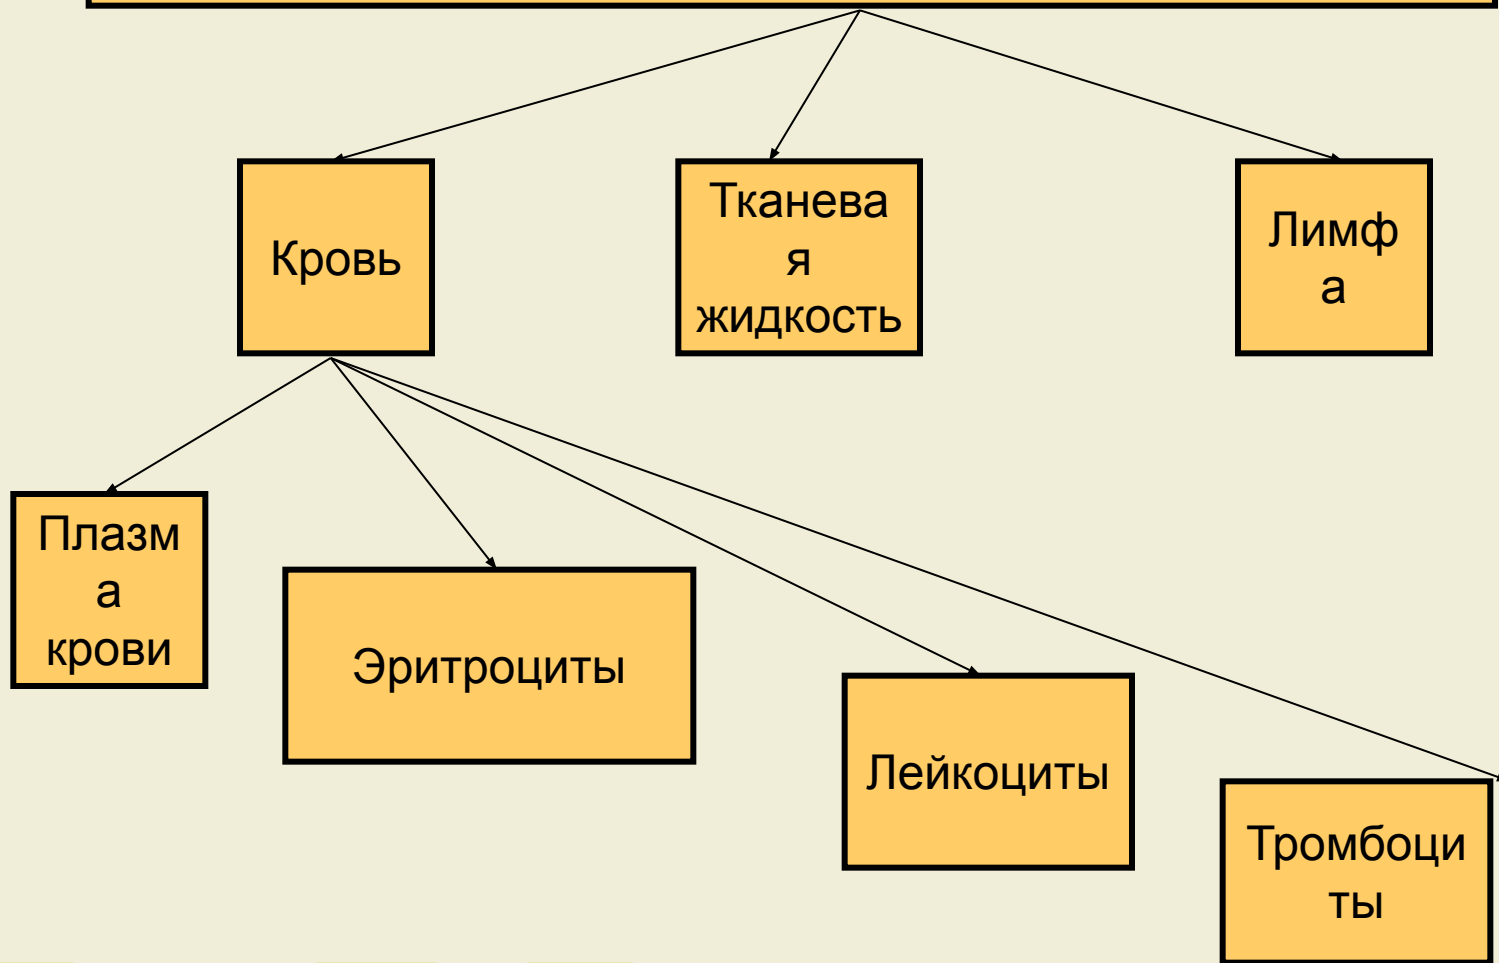 Кровь
Тканева
я
жидкость
Лимф
а
Плазм
а
крови
Эритроциты
Лейкоциты
Тромбоци
ты